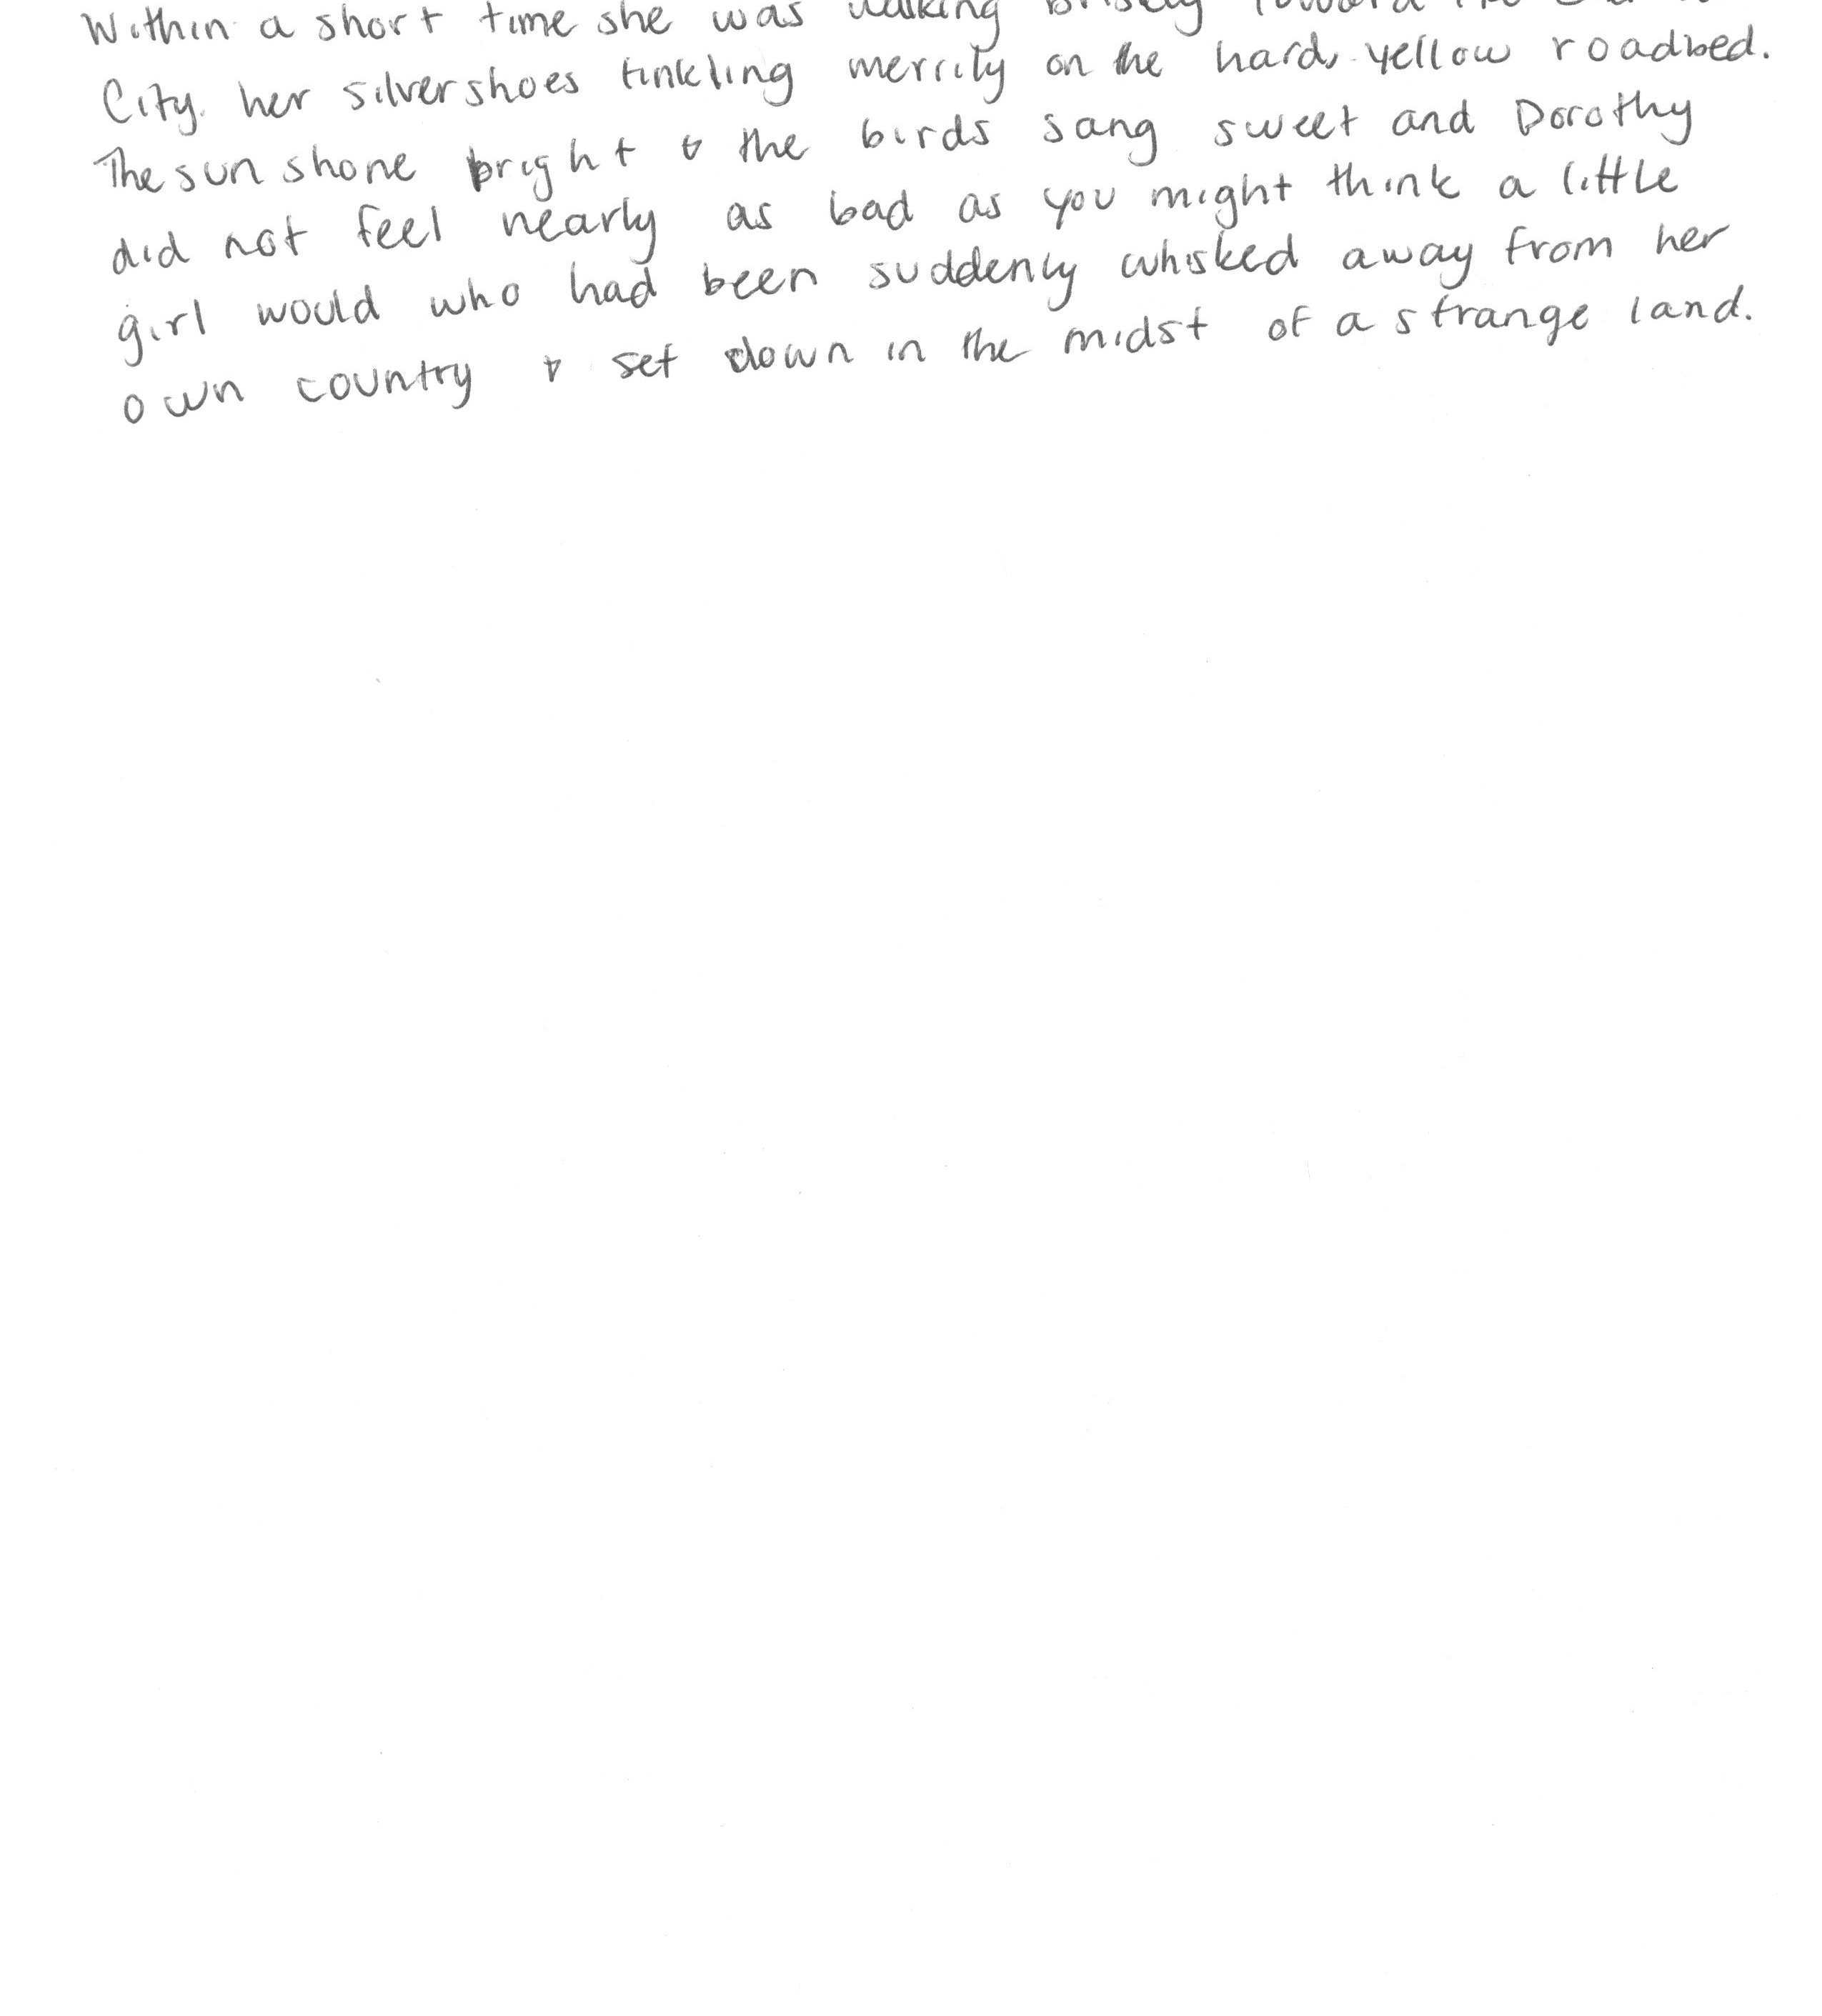 Within a short time she was walking briskly toward the
City. her silver shoes tinkling merrily on the hard, yellow roadbed.
The sun shone bright & the birds sang sweet and Dorothy
did not feel nearly as bad as you might think a little
girl would who had been suddenly whisked away from her
own country & set down in the midst of a strange land.